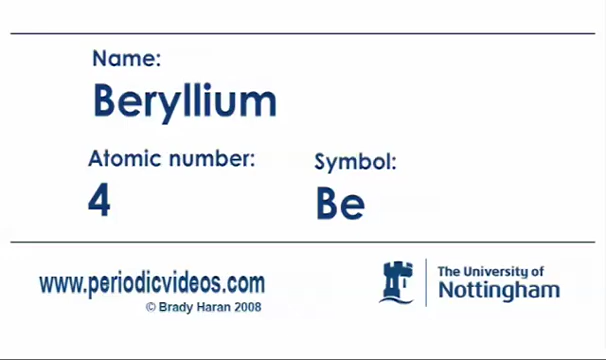 Name:
Beryllium
Atomic number:
4
Symbol:
Be
www.periodicvideos.com
© Brady Haran 2008
The University of
Nottingham